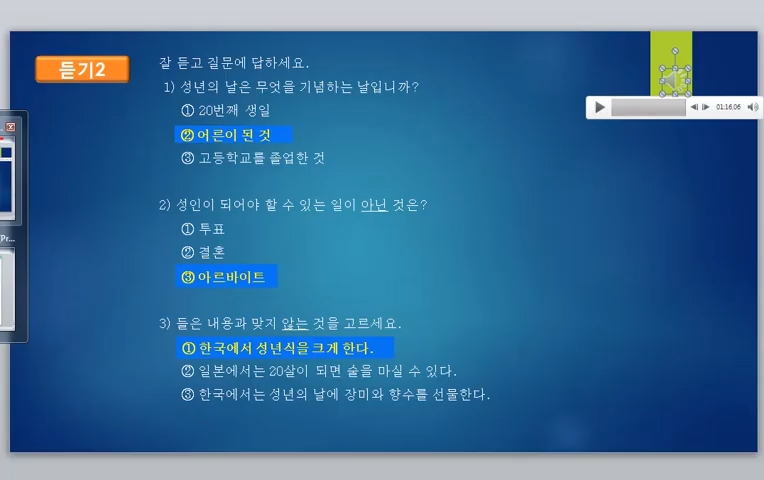 듣기2
잘 듣고 질문에 답하세요.
1) 성년의 날은 무엇을 기념하는 날입니까?
① 20번째 생일
② 어른이 된 것
③ 고등학교를 졸업한 것
2) 성인이 되어야 할 수 있는 일이 아닌 것은?
① 투표
② 결혼
③ 아르바이트
3) 들은 내용과 맞지 않는 것을 고르세요.
① 한국에서 성년식을 크게 한다.
② 일본에서는 20살이 되면 술을 마실 수 있다.
③ 한국에서는 성년의 날에 장미와 향수를 선물한다.
01:16.06